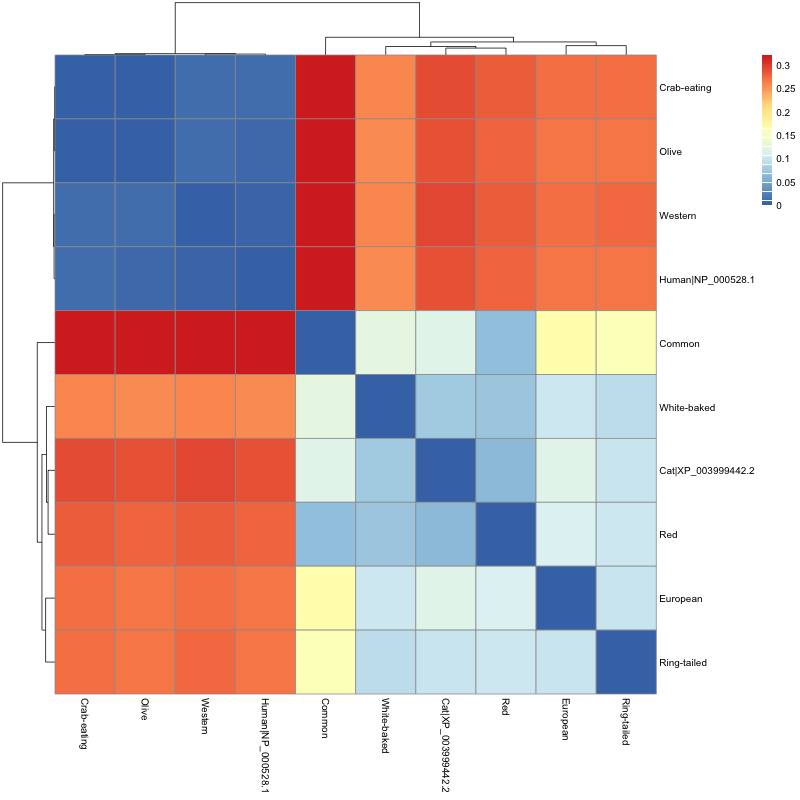 0.3
0.25
0.2
0.15
0.1
0.05
0
Crab-eating
Olive
Western
Human|NP_000528.1
Common
White-baked
Cat|XP_003999442.2
Red
European
Ring-tailed
Crab-eating
Olive
Western
Human|NP_000528.1
Common
White-baked
Cat|XP_003999442.2
Red
European
Ring-tailed